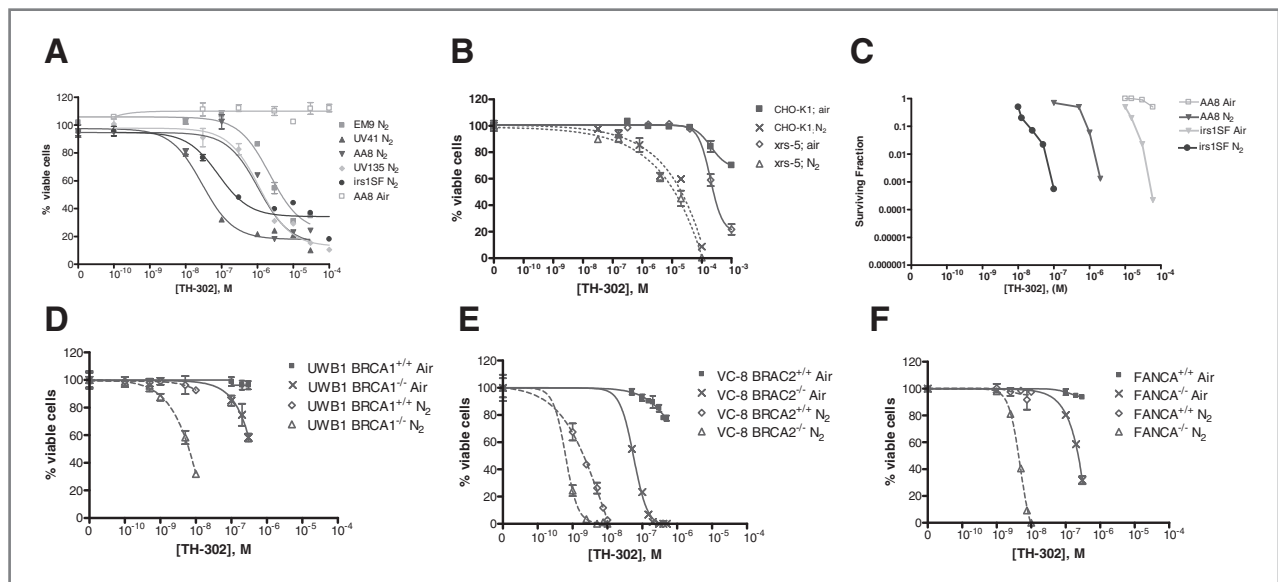 A
% viable cells
120
100
80
60
40
20
0
0 10⁻¹⁰ 10⁻⁹ 10⁻⁸ 10⁻⁷ 10⁻⁶ 10⁻⁵ 10⁻⁴
[TH-302], M
EM9 N₂
UV41 N₂
AA8 N₂
UV135 N₂
irs1SF N₂
AA8 Air
B
% viable cells
120
100
80
60
40
20
0
0 10⁻¹⁰ 10⁻⁹ 10⁻⁸ 10⁻⁷ 10⁻⁶ 10⁻⁵ 10⁻⁴ 10⁻³
[TH-302], M
CHO-K1; air
CHO-K1, N₂
xrs-5; air
xrs-5; N₂
C
Surviving Fraction
1
0.1
0.01
0.001
0.0001
0.00001
0.000001
0 10⁻¹⁰ 10⁻⁹ 10⁻⁸ 10⁻⁷ 10⁻⁶ 10⁻⁵ 10⁻⁴
[TH-302], (M)
AA8 Air
AA8 N₂
irs1SF Air
irs1SF N₂
D
% viable cells
120
100
80
60
40
20
0
0 10⁻¹⁰ 10⁻⁹ 10⁻⁸ 10⁻⁷ 10⁻⁶ 10⁻⁵ 10⁻⁴
[TH-302], M
UWB1 BRCA1⁺/⁺ Air
UWB1 BRCA1⁻/⁻ Air
UWB1 BRCA1⁺/⁺ N₂
UWB1 BRCA1⁻/⁻ N₂
E
% viable cells
120
100
80
60
40
20
0
0 10⁻¹⁰ 10⁻⁹ 10⁻⁸ 10⁻⁷ 10⁻⁶ 10⁻⁵ 10⁻⁴
[TH-302], M
VC-8 BRAC2⁺/⁺ Air
VC-8 BRAC2⁻/⁻ Air
VC-8 BRCA2⁺/⁺ N₂
VC-8 BRCA2⁻/⁻ N₂
F
% viable cells
120
100
80
60
40
20
0
0 10⁻¹⁰ 10⁻⁹ 10⁻⁸ 10⁻⁷ 10⁻⁶ 10⁻⁵ 10⁻⁴
[TH-302], M
FANCA⁺/⁺ Air
FANCA⁻/⁻ Air
FANCA⁺/⁺ N₂
FANCA⁻/⁻ N₂